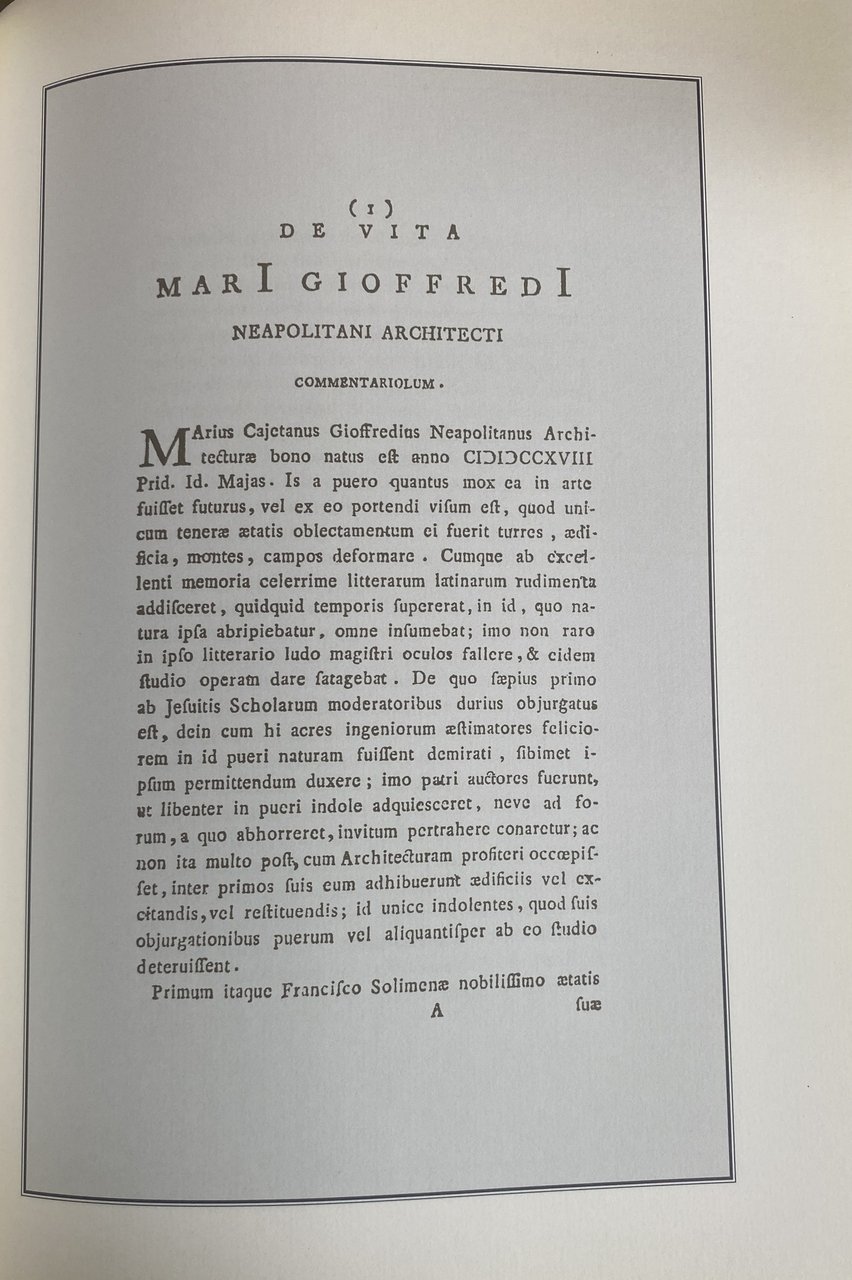 (1)
DE VITA
MARI GIOFFREDI
NEAPOLITANI ARCHITECTI
COMMENTARIOLUM.
MArius Cajetanus Gioffredius Neapolitanus Archi-
tecturæ bono natus eſt anno CIƆIƆCCXVIII
Prid. Id. Majas. Is a puero quantus mox ea in arte
fuiſſet futurus, vel ex eo portendi viſum eſt, quod uni-
cum teneræ ætatis oblectamentum ei fuerit turres, ædi-
ficia, montes, campos deformare. Cumque ab excel-
lenti memoria celerrime litterarum latinarum rudimenta
addiſceret, quidquid temporis ſupererat, in id, quo na-
tura ipſa abripiebatur, omne inſumebat; imo non raro
in ipſo litterario ludo magiſtri oculos fallere, & eidem
ſtudio operam dare ſatagebat. De quo ſæpius primo
ab Jeſuitis Scholarum moderatoribus durius objurgatus
eſt, dein cum hi acres ingeniorum æſtimatores felicio-
rem in id pueri naturam fuiſſent demirati, ſibimet i-
pſum permittendum duxere; imo patri auctores fuerunt,
ut libenter in pueri indole adquiesceret, neve ad fo-
rum, a quo abhorreret, invitum pertrahere conaretur; ac
non ita multo poſt, cum Architecturam profiteri occœpiſ-
ſet, inter primos ſuis eum adhibuerunt ædificiis vel ex-
citandis, vel reſtituendis; id unice indolentes, quod ſuis
objurgationibus puerum vel aliquantiſper ab eo ſtudio
deteruiſſent.
Primum itaque Franciſco Solimenæ nobiliſſimo ætatis
A ſuæ